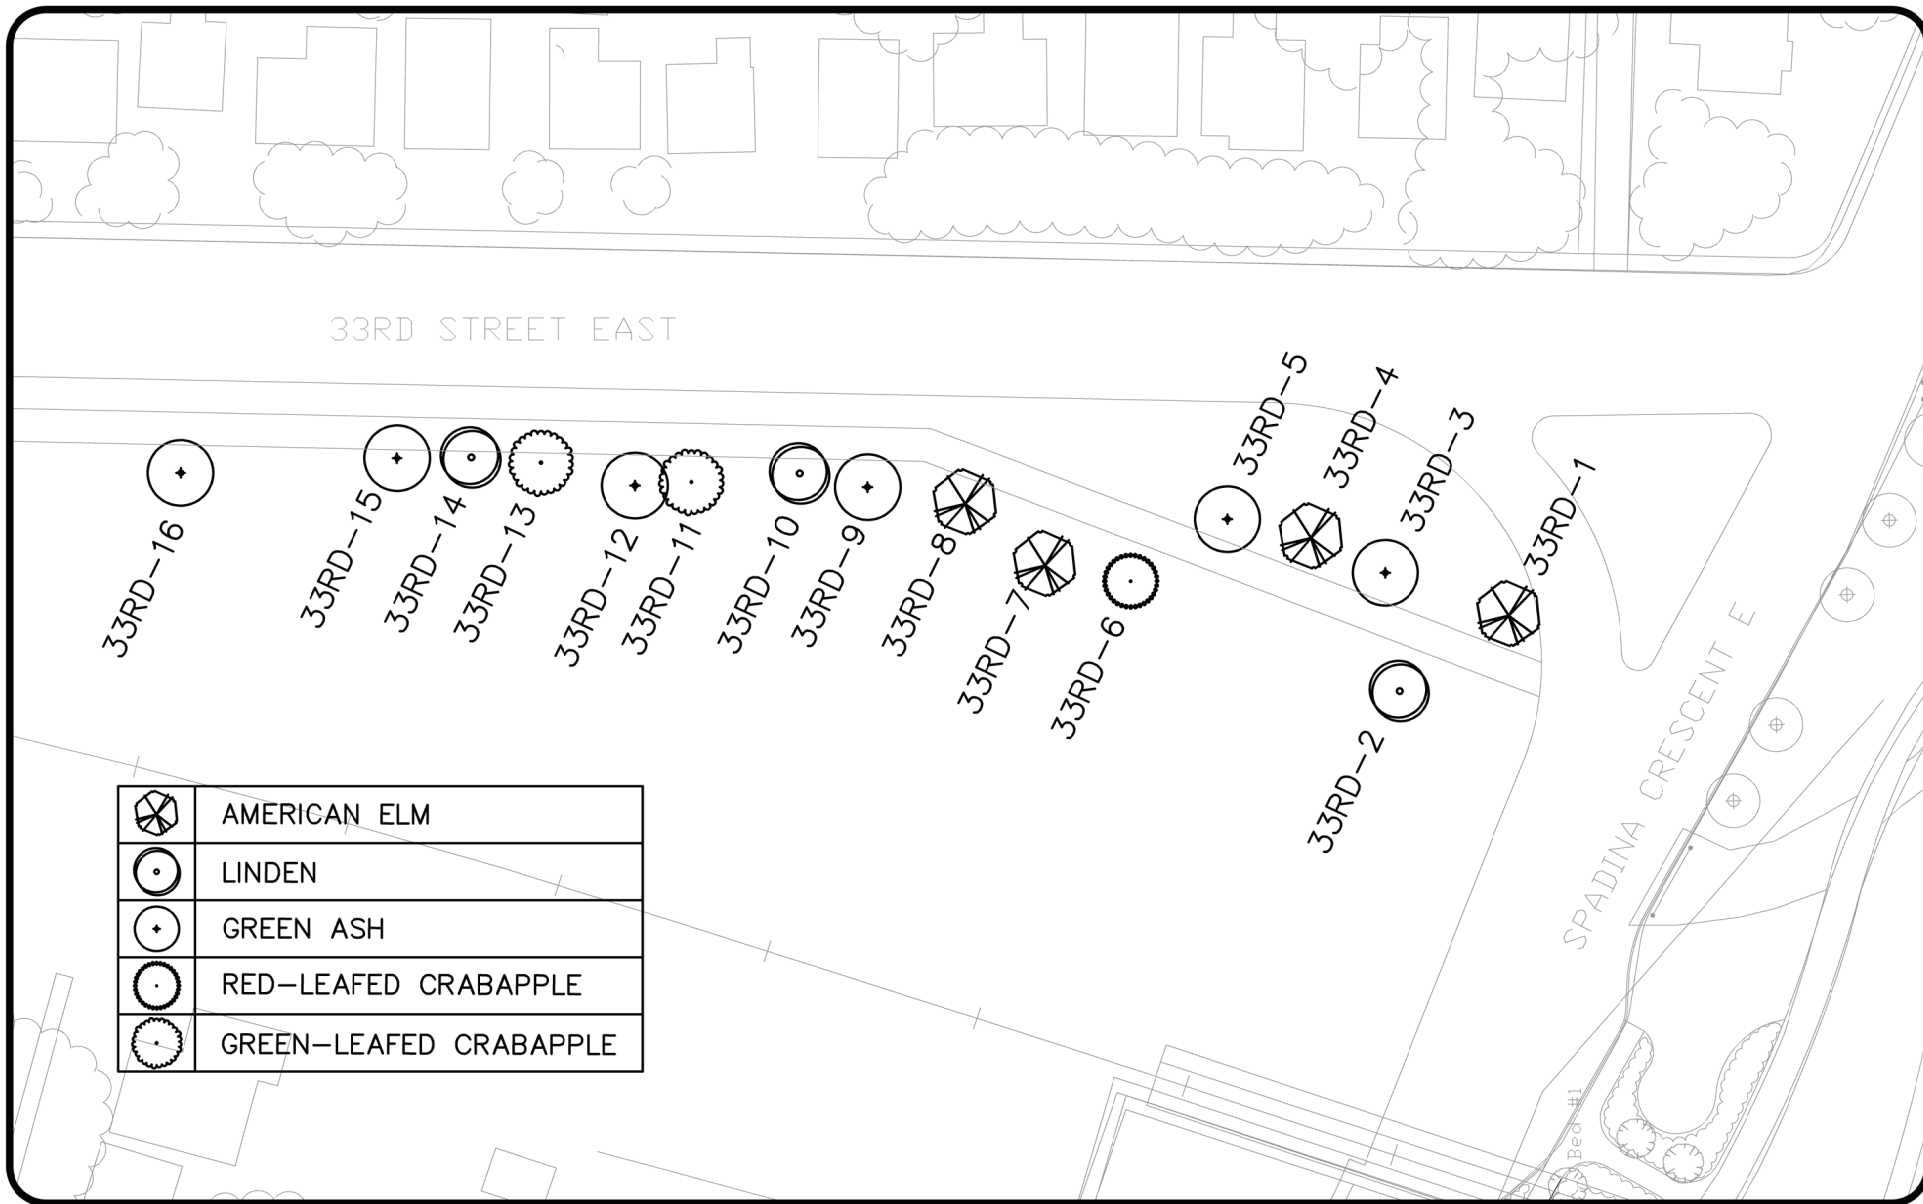 33RD STREET EAST
33RD-5
33RD-4
33RD-3
33RD-1
33RD-16
33RD-15
33RD-14
33RD-13
33RD-12
33RD-11
33RD-10
33RD-9
33RD-8
33RD-7
33RD-6
33RD-2
SPADINA CRESCENT E
AMERICAN ELM
LINDEN
GREEN ASH
RED-LEAFED CRABAPPLE
GREEN-LEAFED CRABAPPLE
Bed #1